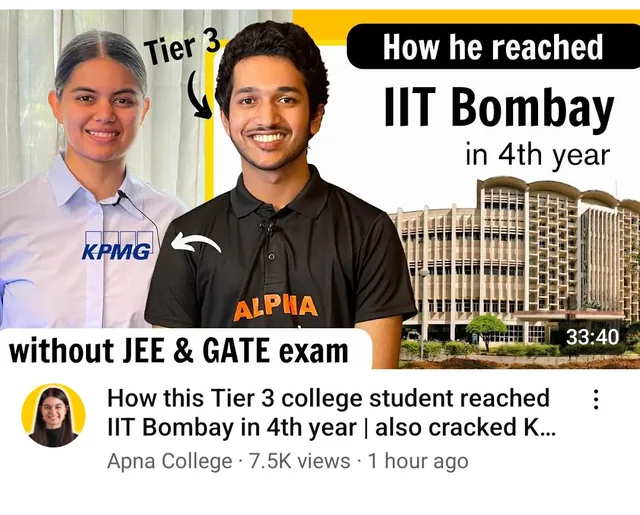 Tier 3
How he reached
IIT Bombay
in 4th year
KPMG
ALPHA
without JEE & GATE exam
33:40
How this Tier 3 college student reached
IIT Bombay in 4th year | also cracked K...
Apna College · 7.5K views · 1 hour ago